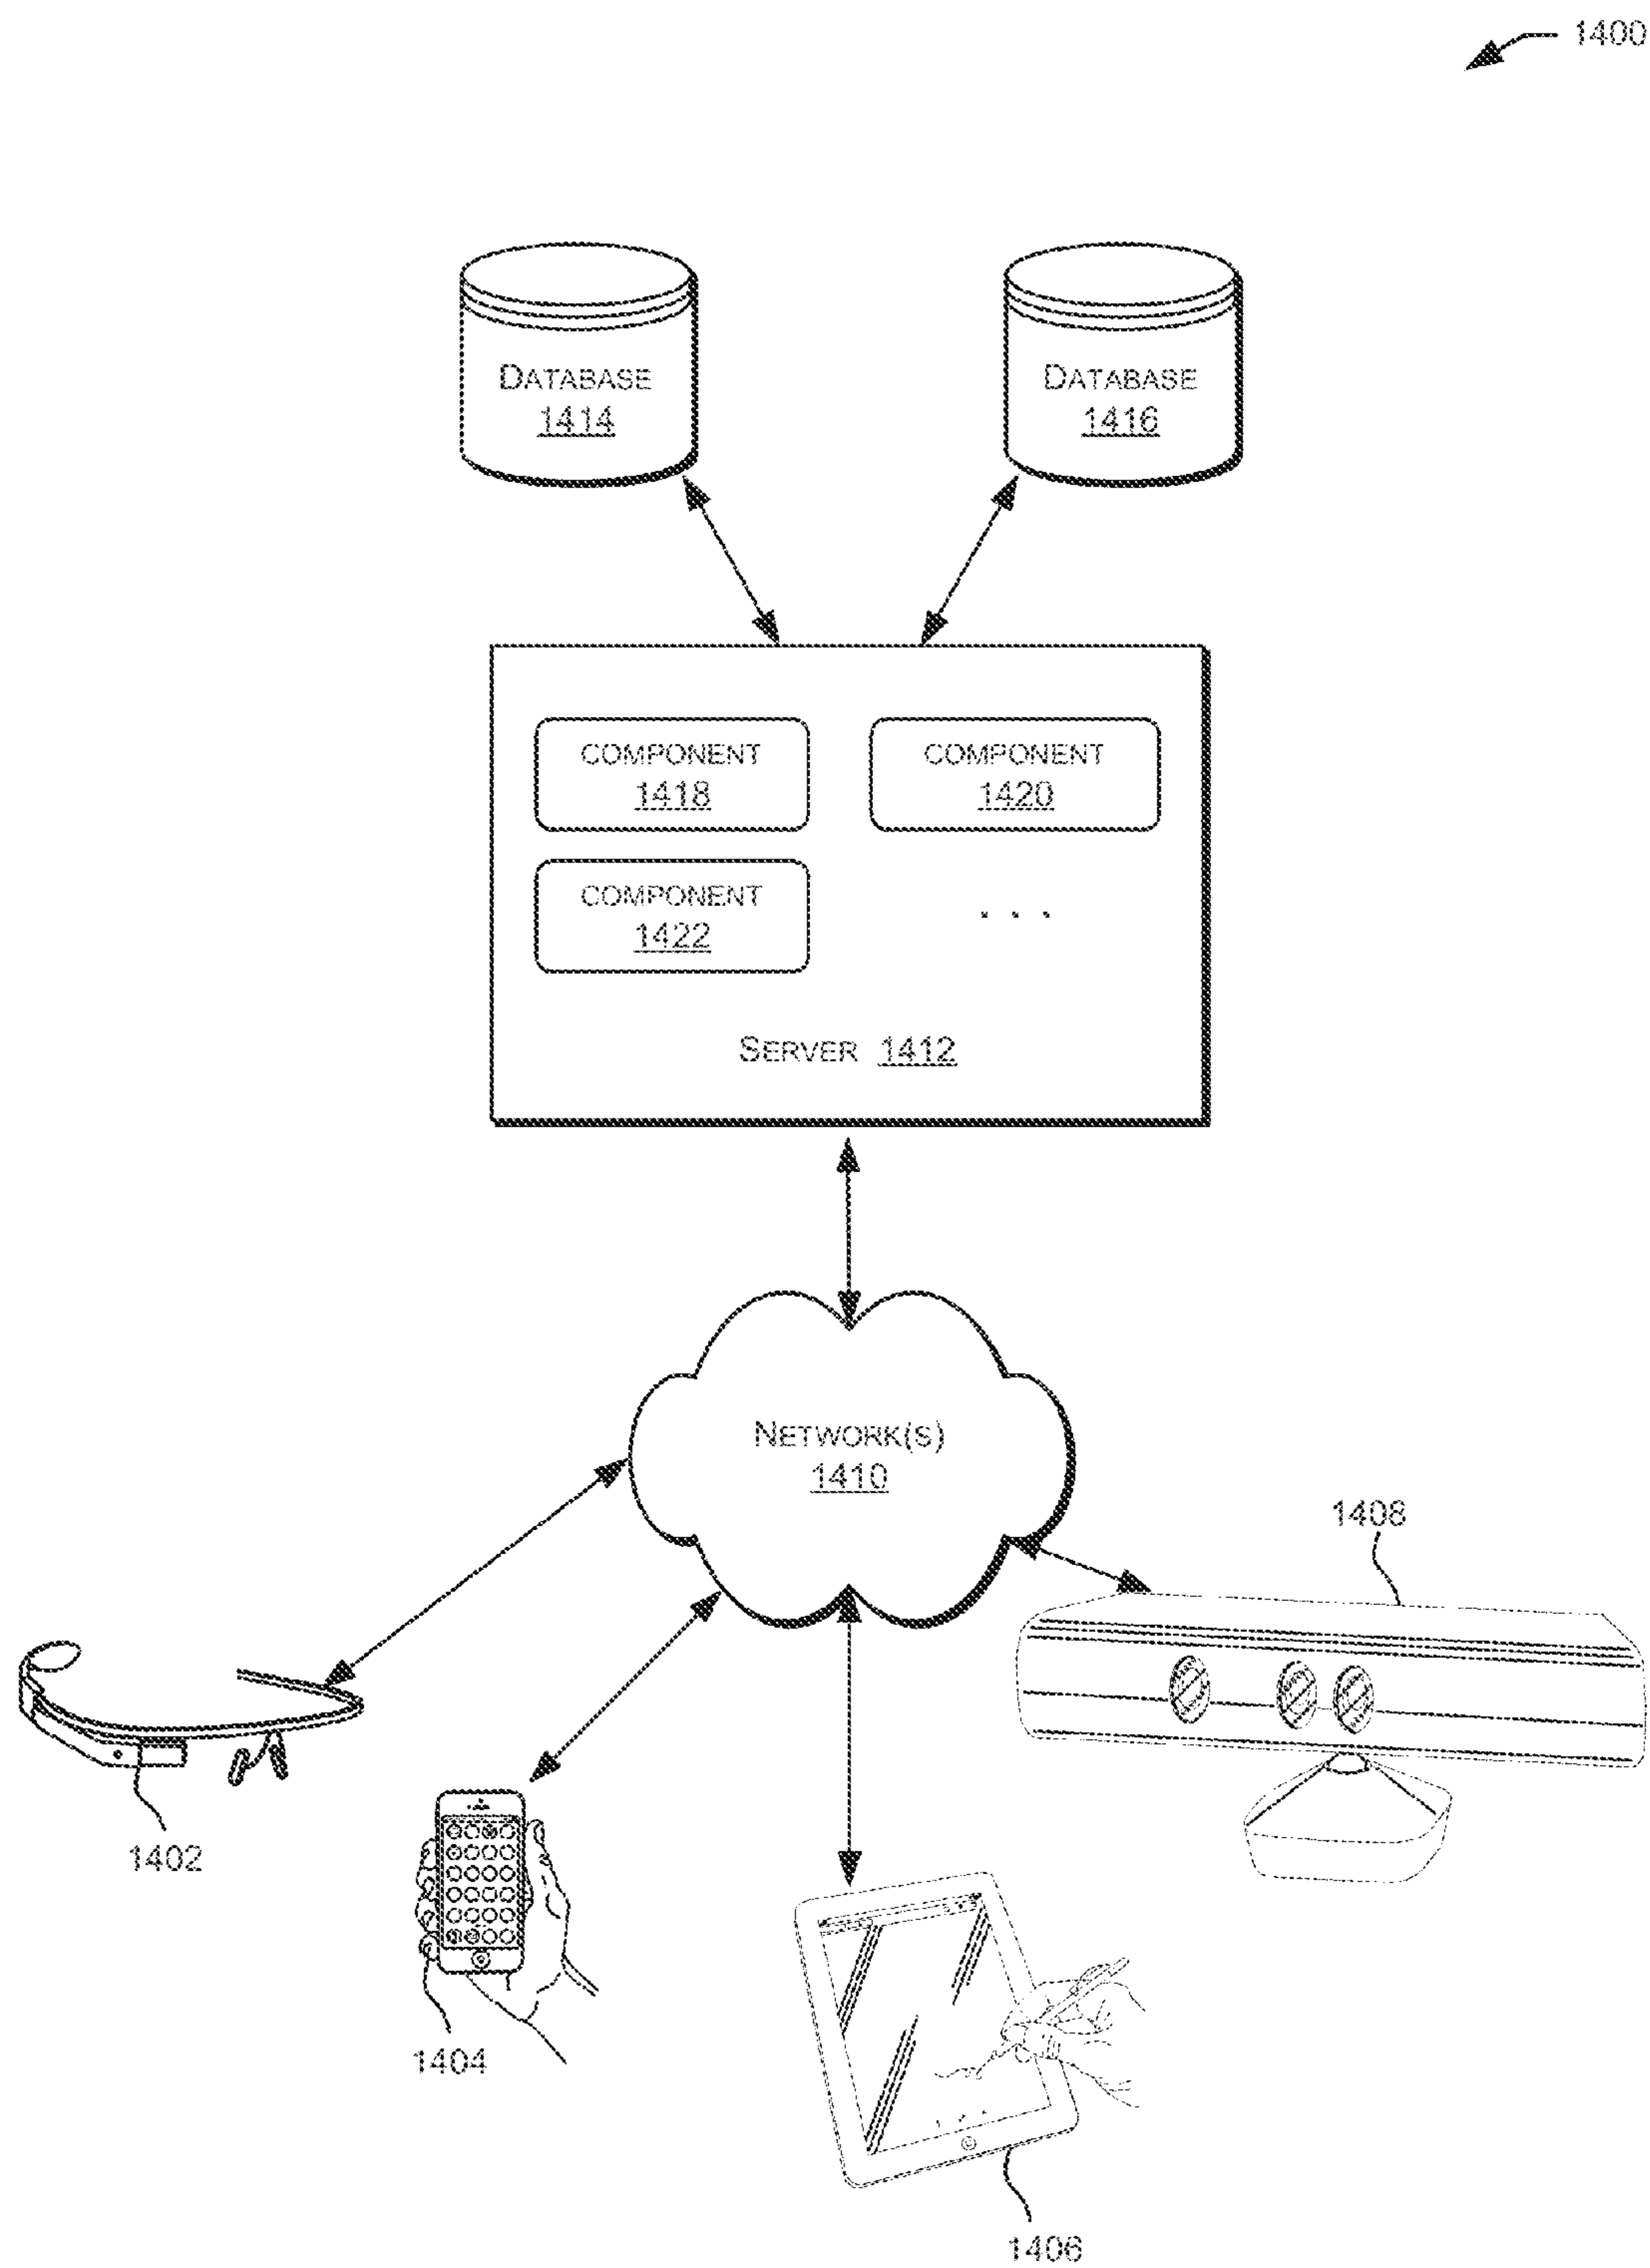 1400
DATABASE
1414
DATABASE
1416
COMPONENT
1418
COMPONENT
1420
COMPONENT
1422
. . .
SERVER 1412
NETWORK(S)
1410
1408
1402
1404
1406